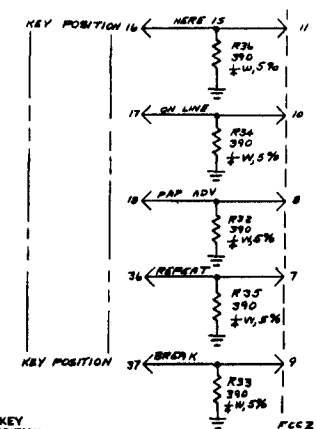 KEY POSITION 16 HERE IS 11
R36
390
¼ W, 5%
17 ON LINE 10
R34
390
¼ W, 5%
18 PAP ADV 8
R32
390
¼ W, 5%
36 REPEAT 7
R35
390
¼ W, 5%
KEY POSITION 37 BREAK 9
R33
390
¼ W, 5%
KEY
FCC2